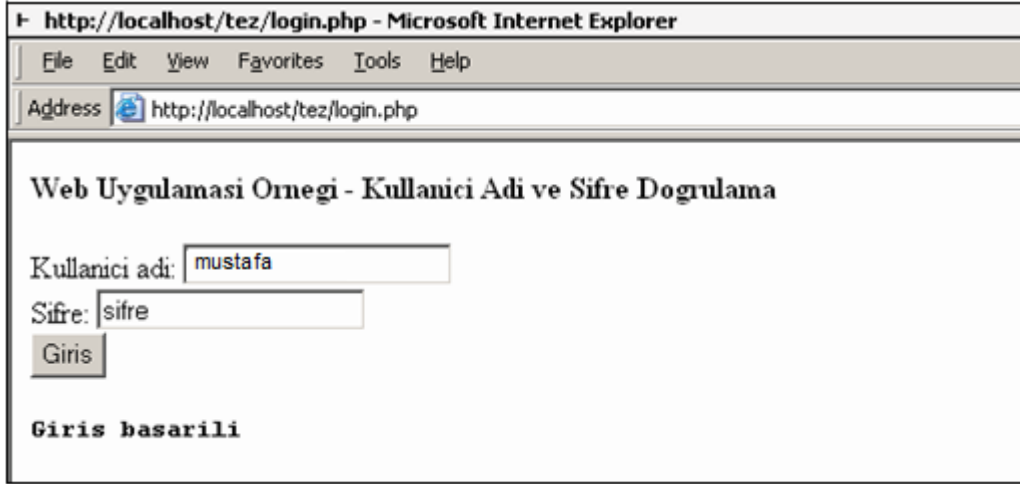 http://localhost/tez/login.php - Microsoft Internet Explorer
File Edit View Favorites Tools Help
Address http://localhost/tez/login.php
Web Uygulamasi Ornegi - Kullanici Adi ve Sifre Dogrulama
Kullanici adi: mustafa
Sifre: sifre
Giris
Giris basarili